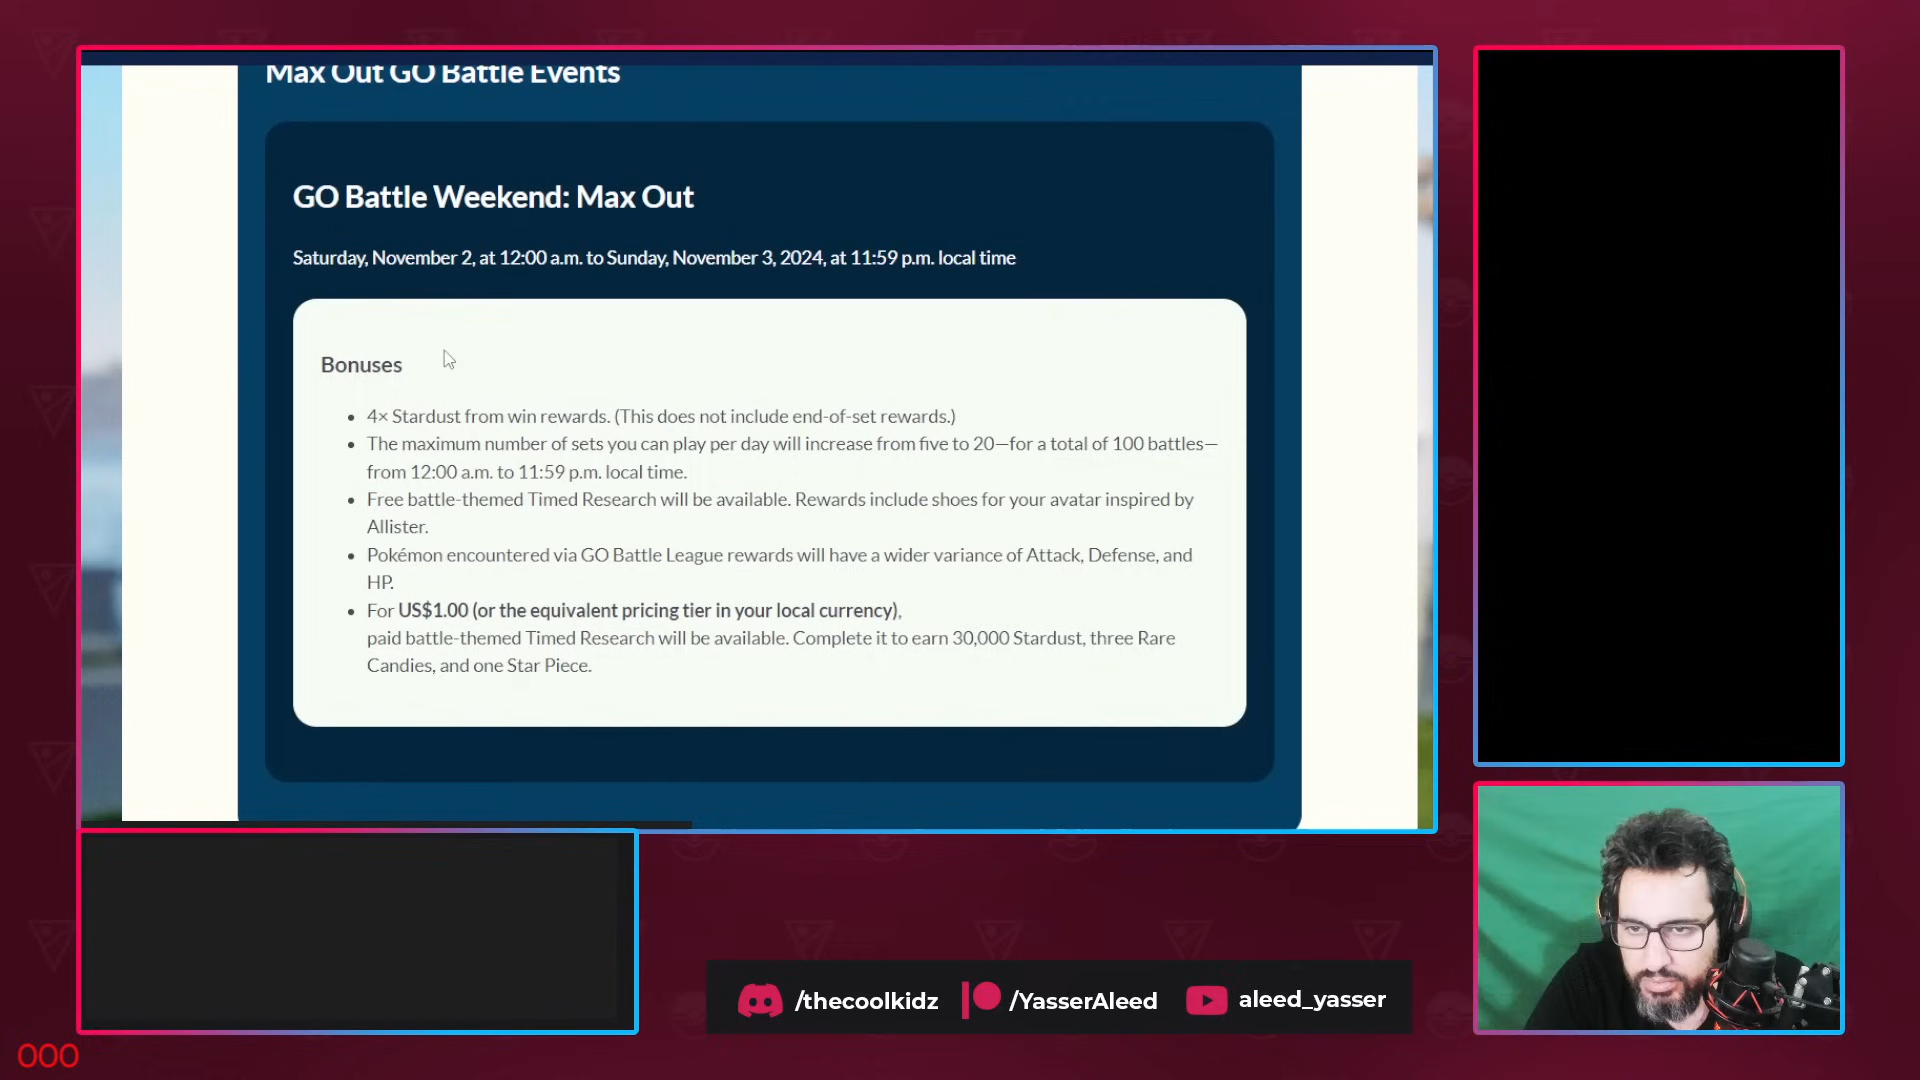 Max Out GO Battle Events
GO Battle Weekend: Max Out
Saturday, November 2, at 12:00 a.m. to Sunday, November 3, 2024, at 11:59 p.m. local time
Bonuses
• 4× Stardust from win rewards. (This does not include end-of-set rewards.)
• The maximum number of sets you can play per day will increase from five to 20—for a total of 100 battles—
from 12:00 a.m. to 11:59 p.m. local time.
• Free battle-themed Timed Research will be available. Rewards include shoes for your avatar inspired by
Allister.
• Pokémon encountered via GO Battle League rewards will have a wider variance of Attack, Defense, and
HP.
• For US$1.00 (or the equivalent pricing tier in your local currency),
paid battle-themed Timed Research will be available. Complete it to earn 30,000 Stardust, three Rare
Candies, and one Star Piece.
/thecoolkidz /YasserAleed aleed_yasser
000